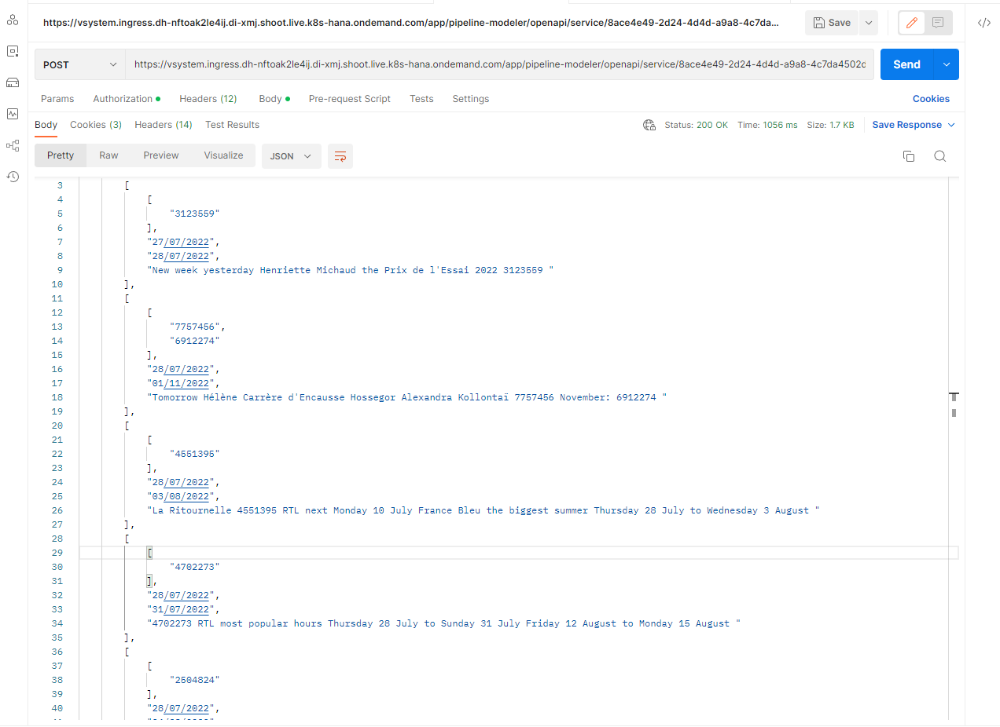 https://vsystem.ingress.dh-nftoak2le4ij.di-xmj.shoot.live.k8s-hana.ondemand.com/app/pipeline-modeler/openapi/service/8ace4e49-2d24-4d4d-a9a8-4c7da...
Save
POST
https://vsystem.ingress.dh-nftoak2le4ij.di-xmj.shoot.live.k8s-hana.ondemand.com/app/pipeline-modeler/openapi/service/8ace4e49-2d24-4d4d-a9a8-4c7da4502d
Send
Params Authorization Headers (12) Body Pre-request Script Tests Settings Cookies
Body Cookies (3) Headers (14) Test Results Status: 200 OK Time: 1056 ms Size: 1.7 KB Save Response
Pretty Raw Preview Visualize JSON
3 [
4 [
5 "3123559"
6 ],
7 "27/07/2022",
8 "28/07/2022",
9 "New week yesterday Henriette Michaud the Prix de l'Essai 2022 3123559 "
10 ],
11 [
12 [
13 "7757456",
14 "6912274"
15 ],
16 "28/07/2022",
17 "01/11/2022",
18 "Tomorrow Hélène Carrère d'Encausse Hossegor Alexandra Kollontaï 7757456 November: 6912274 "
19 ],
20 [
21 [
22 "4551395"
23 ],
24 "28/07/2022",
25 "03/08/2022",
26 "La Ritournelle 4551395 RTL next Monday 10 July France Bleu the biggest summer Thursday 28 July to Wednesday 3 August "
27 ],
28 [
29 [
30 "4702273"
31 ],
32 "28/07/2022",
33 "31/07/2022",
34 "4702273 RTL most popular hours Thursday 28 July to Sunday 31 July Friday 12 August to Monday 15 August "
35 ],
36 [
37 [
38 "2504824"
39 ],
40 "28/07/2022",